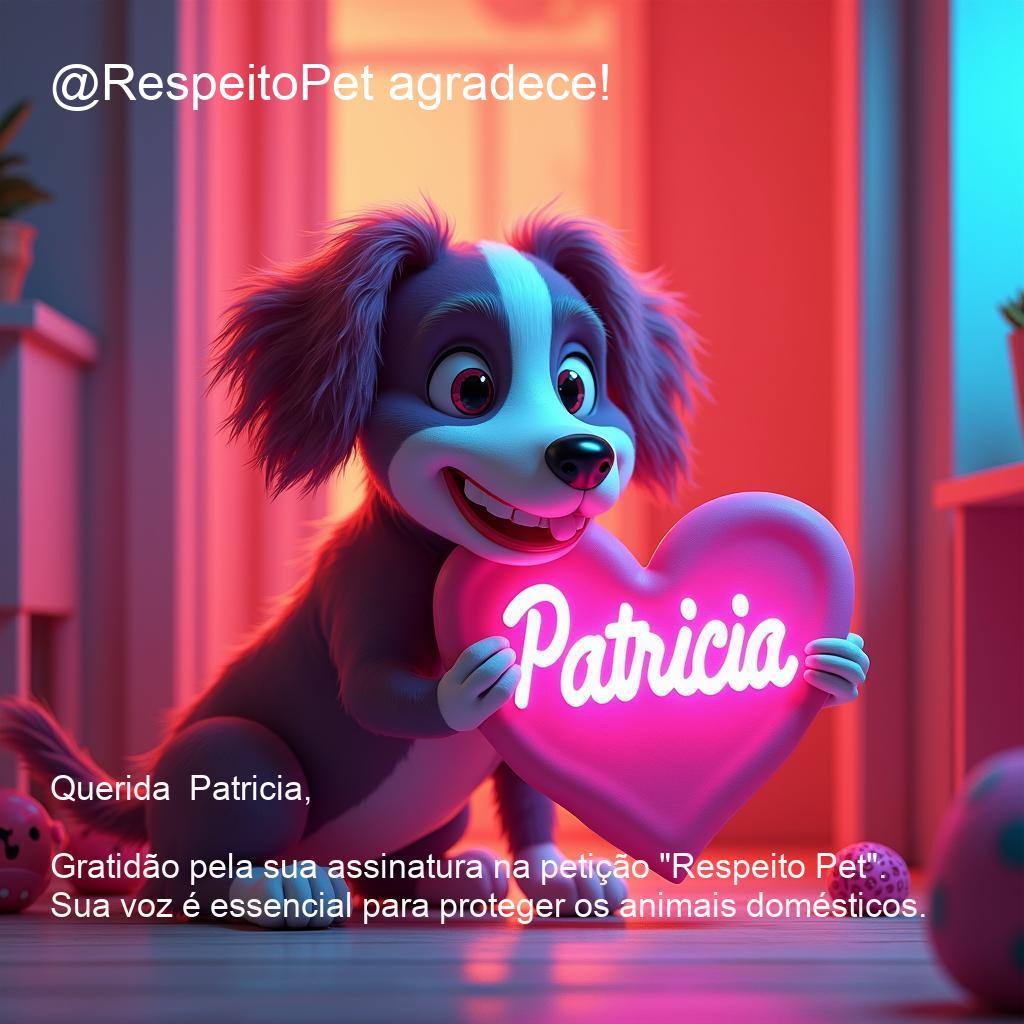 @RespeitoPet agradece!
Patricia
Querida  Patricia,
Gratidão pela sua assinatura na petição "Respeito Pet".
Sua voz é essencial para proteger os animais domésticos.